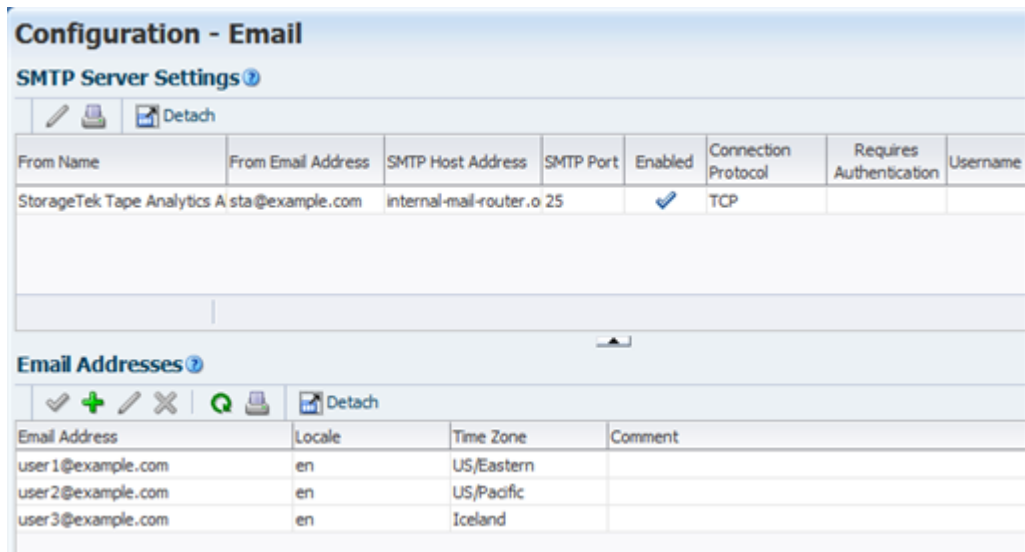 Configuration - Email
SMTP Server Settings
Detach
From Name From Email Address SMTP Host Address SMTP Port Enabled Connection Protocol Requires Authentication Username
StorageTek Tape Analytics A sta@example.com internal-mail-router.o 25 TCP
Email Addresses
Detach
Email Address Locale Time Zone Comment
user1@example.com en US/Eastern
user2@example.com en US/Pacific
user3@example.com en Iceland